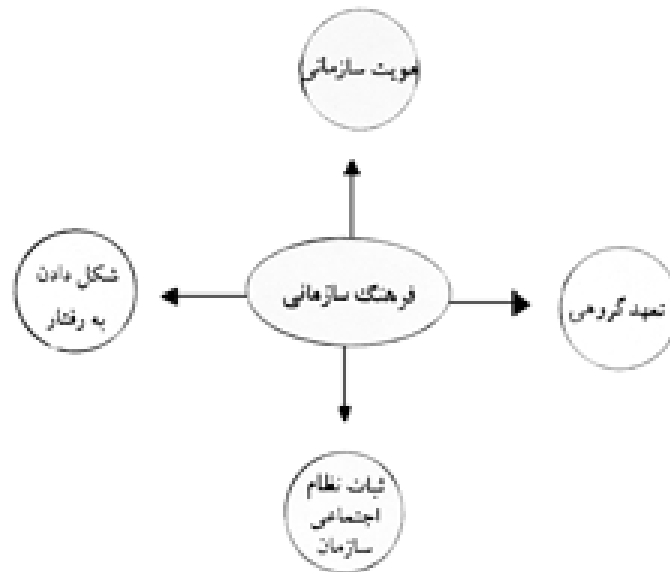 هویت سازمانی
فرهنگ سازمانی
تعهد گروهی
شکل دادن
به رفتار
ثبات نظام
اجتماعی
سازمان